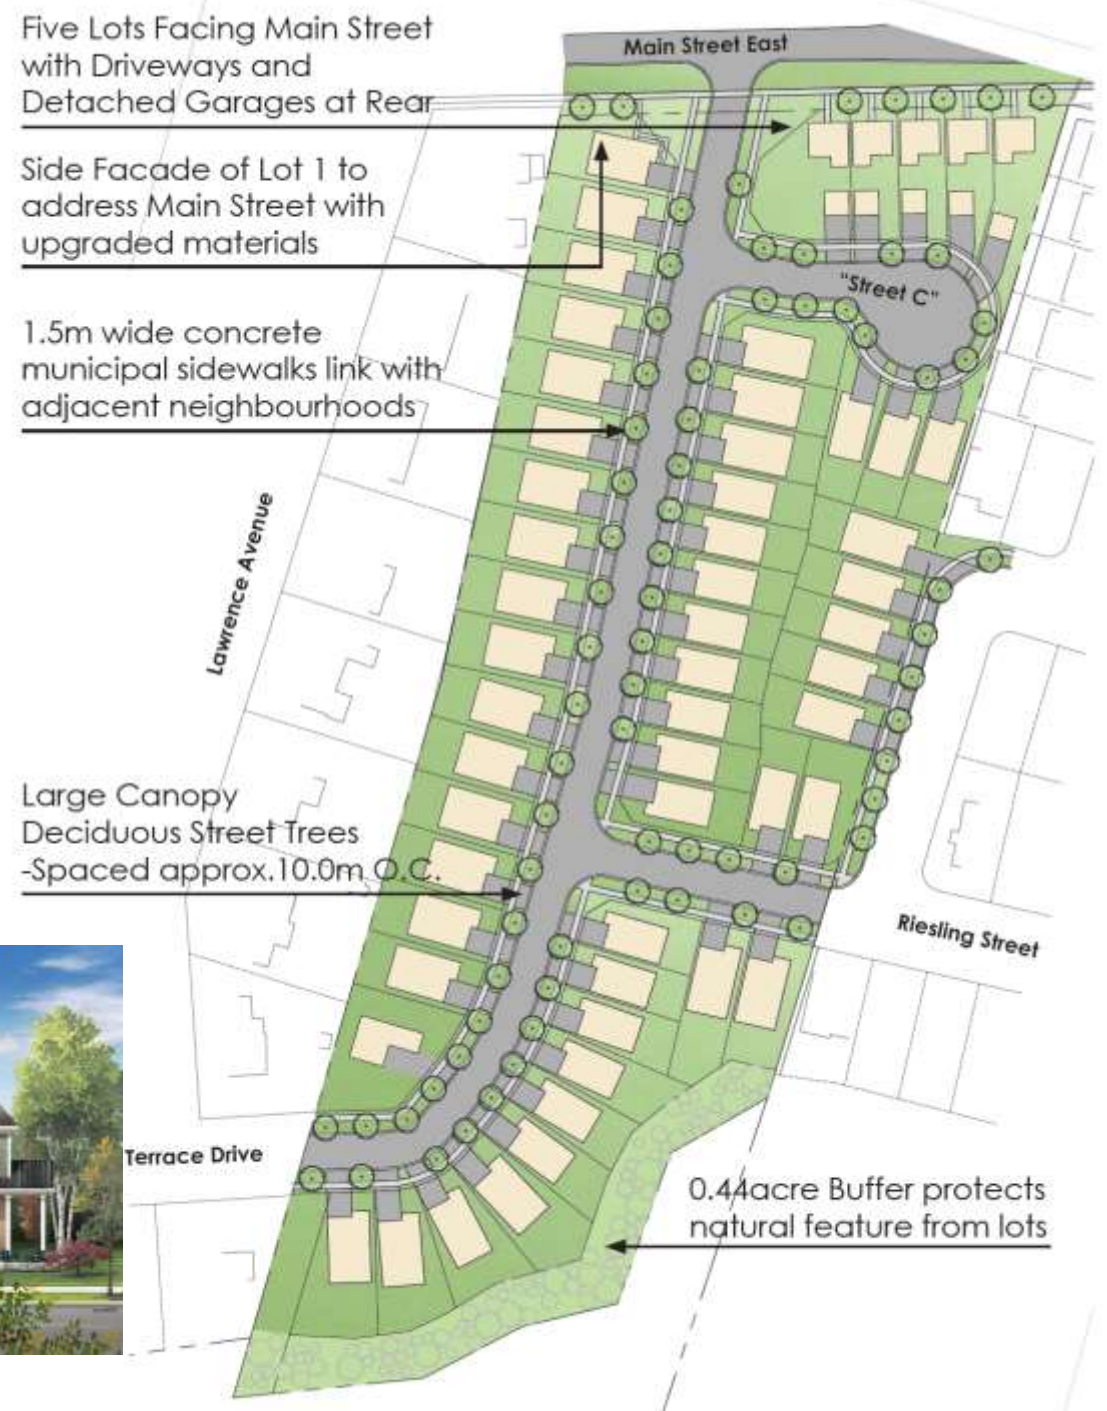 Five Lots Facing Main Street
with Driveways and
Detached Garages at Rear
Main Street East
Side Facade of Lot 1 to
address Main Street with
upgraded materials
"Street C"
1.5m wide concrete
municipal sidewalks link with
adjacent neighbourhoods
Lawrence Avenue
Large Canopy
Deciduous Street Trees
-Spaced approx.10.0m O.C.
Riesling Street
Terrace Drive
0.44acre Buffer protects
natural feature from lots